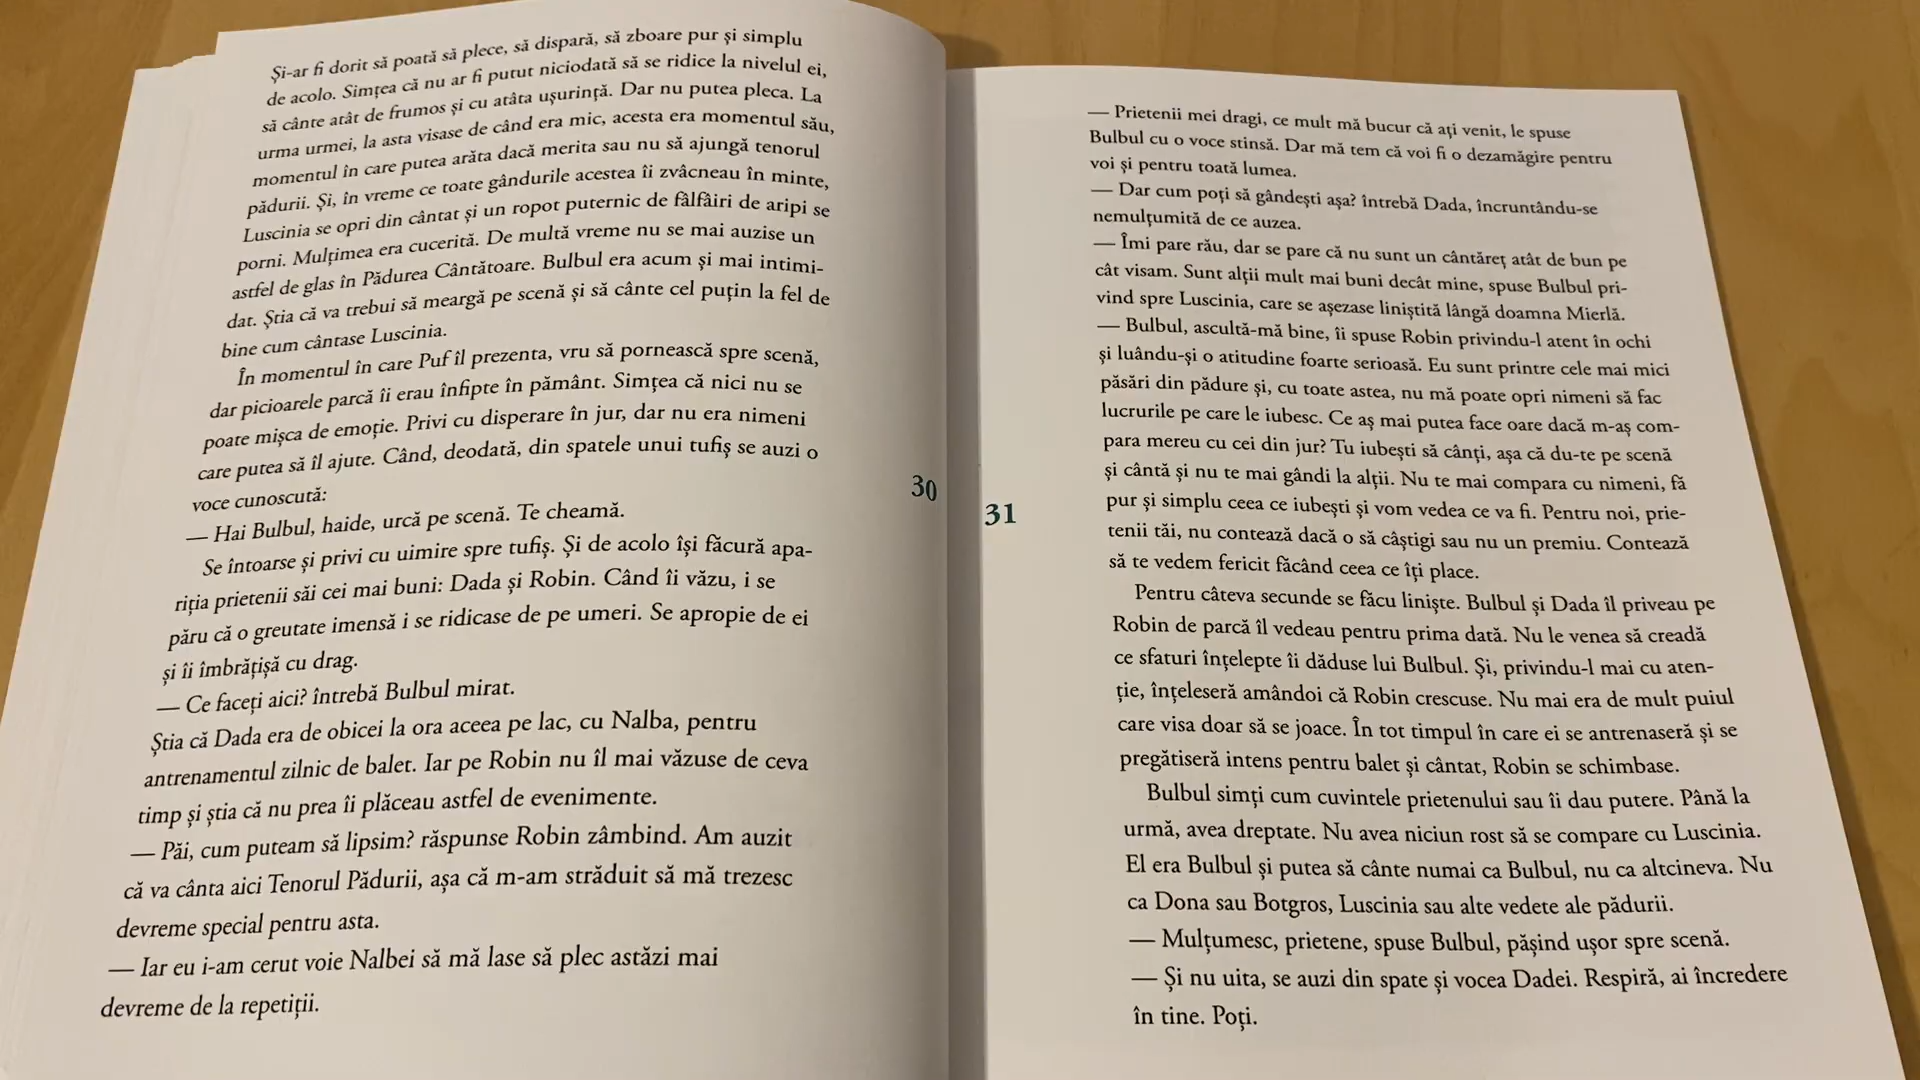 Și-ar fi dorit să poată să plece, să dispară, să zboare pur și simplu
de acolo. Simțea că nu ar fi putut niciodată să se ridice la nivelul ei,
să cânte atât de frumos și cu atâta ușurință. Dar nu putea pleca. La
urma urmei, la asta visase de când era mic, acesta era momentul său,
momentul în care putea arăta dacă merita sau nu să ajungă tenorul
pădurii. Și, în vreme ce toate gândurile acestea îi zvâcneau în minte,
Luscinia se opri din cântat și un ropot puternic de fâlfâiri de aripi se
porni. Mulțimea era cucerită. De multă vreme nu se mai auzise un
astfel de glas în Pădurea Cântătoare. Bulbul era acum și mai intimi-
dat. Știa că va trebui să meargă pe scenă și să cânte cel puțin la fel de
bine cum cântase Luscinia.
În momentul în care Puf îl prezenta, vru să pornească spre scenă,
dar picioarele parcă îi erau înfipte în pământ. Simțea că nici nu se
poate mișca de emoție. Privi cu disperare în jur, dar nu era nimeni
care putea să îl ajute. Când, deodată, din spatele unui tufiș se auzi o
voce cunoscută:
— Hai Bulbul, haide, urcă pe scenă. Te cheamă.
Se întoarse și privi cu uimire spre tufiș. Și de acolo își făcură apa-
riția prietenii săi cei mai buni: Dada și Robin. Când îi văzu, i se
păru că o greutate imensă i se ridicase de pe umeri. Se apropie de ei
și îi îmbrățișă cu drag.
— Ce faceți aici? întrebă Bulbul mirat.
Știa că Dada era de obicei la ora aceea pe lac, cu Nalba, pentru
antrenamentul zilnic de balet. Iar pe Robin nu îl mai văzuse de ceva
timp și știa că nu prea îi plăceau astfel de evenimente.
— Păi, cum puteam să lipsim? răspunse Robin zâmbind. Am auzit
că va cânta aici Tenorul Pădurii, așa că m-am străduit să mă trezesc
devreme special pentru asta.
— Iar eu i-am cerut voie Nalbei să mă lase să plec astăzi mai
devreme de la repetiții.
30
31
— Prietenii mei dragi, ce mult mă bucur că ați venit, le spuse
Bulbul cu o voce stinsă. Dar mă tem că voi fi o dezamăgire pentru
voi și pentru toată lumea.
— Dar cum poți să gândești așa? întrebă Dada, încruntându-se
nemulțumită de ce auzea.
— Îmi pare rău, dar se pare că nu sunt un cântăreț atât de bun pe
cât visam. Sunt alții mult mai buni decât mine, spuse Bulbul pri-
vind spre Luscinia, care se așezase liniștită lângă doamna Mierlă.
— Bulbul, ascultă-mă bine, îi spuse Robin privindu-l atent în ochi
și luându-și o atitudine foarte serioasă. Eu sunt printre cele mai mici
păsări din pădure și, cu toate astea, nu mă poate opri nimeni să fac
lucrurile pe care le iubesc. Ce aș mai putea face oare dacă m-aș com-
para mereu cu cei din jur? Tu iubești să cânți, așa că du-te pe scenă
și cântă și nu te mai gândi la alții. Nu te mai compara cu nimeni, fă
pur și simplu ceea ce iubești și vom vedea ce va fi. Pentru noi, prie-
tenii tăi, nu contează dacă o să câștigi sau nu un premiu. Contează
să te vedem fericit făcând ceea ce îți place.
Pentru câteva secunde se făcu liniște. Bulbul și Dada îl priveau pe
Robin de parcă îl vedeau pentru prima dată. Nu le venea să creadă
ce sfaturi înțelepte îi dăduse lui Bulbul. Și, privindu-l mai cu aten-
ție, înțeleseră amândoi că Robin crescuse. Nu mai era de mult puiul
care visa doar să se joace. În tot timpul în care ei se antrenaseră și se
pregătiseră intens pentru balet și cântat, Robin se schimbase.
Bulbul simți cum cuvintele prietenului sau îi dau putere. Până la
urmă, avea dreptate. Nu avea niciun rost să se compare cu Luscinia.
El era Bulbul și putea să cânte numai ca Bulbul, nu ca altcineva. Nu
ca Dona sau Botgros, Luscinia sau alte vedete ale pădurii.
— Mulțumesc, prietene, spuse Bulbul, pășind ușor spre scenă.
— Și nu uita, se auzi din spate și vocea Dadei. Respiră, ai încredere
în tine. Poți.